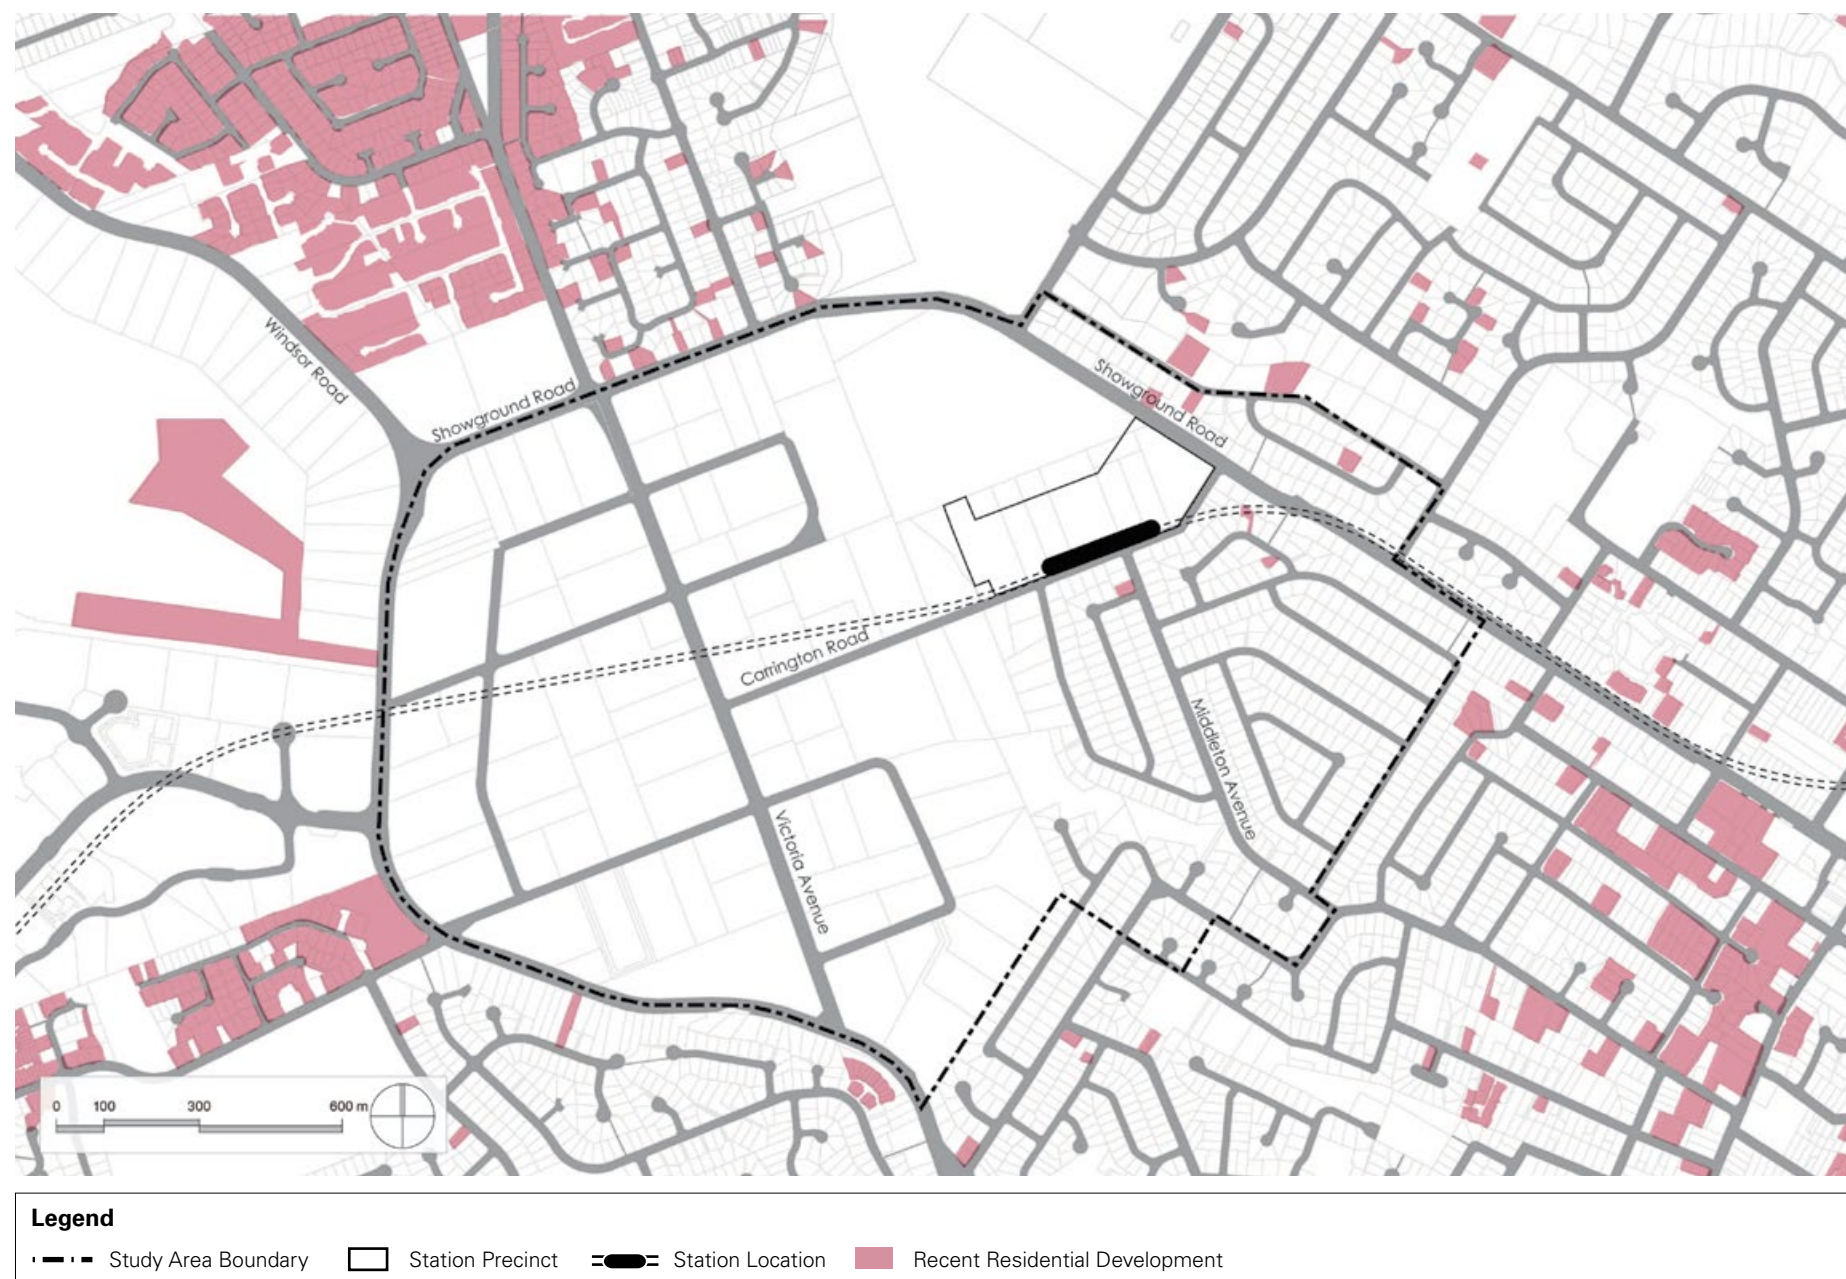 Windsor Road
Showground Road
Showground Road
Carrington Road
Middleton Avenue
Victoria Avenue
0 100 300 600 m
Legend
Study Area Boundary
Station Precinct
Station Location
Recent Residential Development